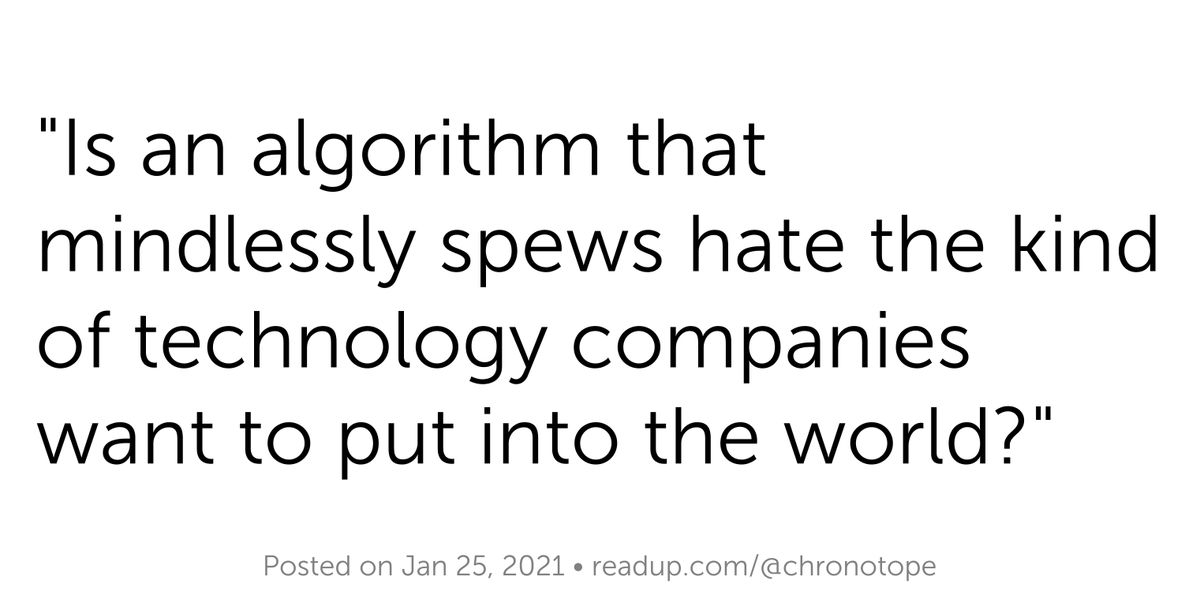 "Is an algorithm that
mindlessly spews hate the kind
of technology companies
want to put into the world?"
Posted on Jan 25, 2021 • readup.com/@chronotope